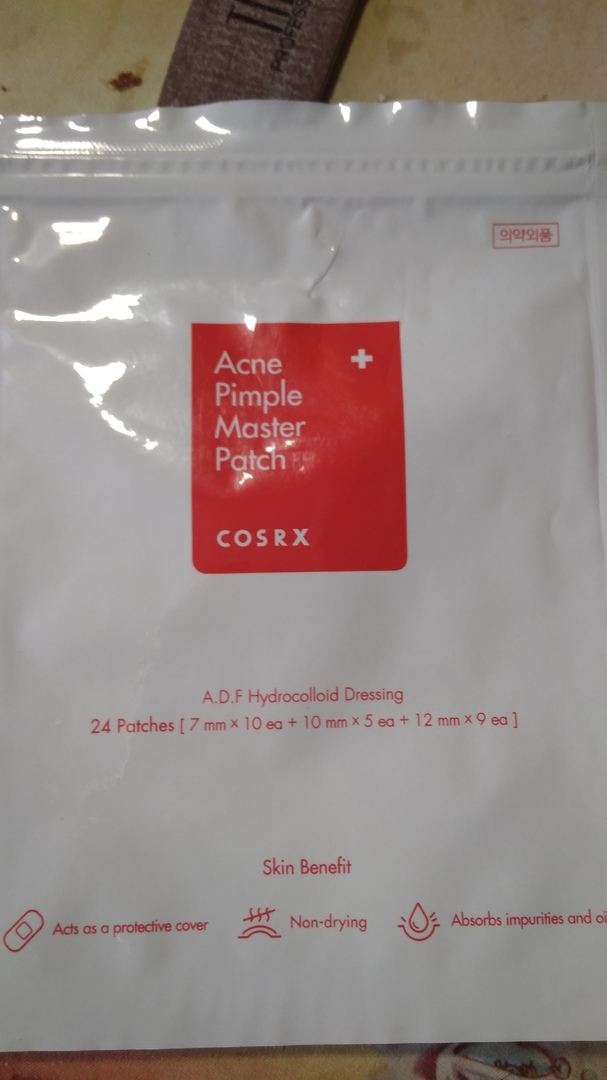 PROFESS
의약외품
Acne
Pimple
Master
Patch
COSRX
A.D.F Hydrocolloid Dressing
24 Patches [ 7 mm × 10 ea + 10 mm × 5 ea + 12 mm × 9 ea ]
Skin Benefit
Acts as a protective cover
Non-drying
Absorbs impurities and oi